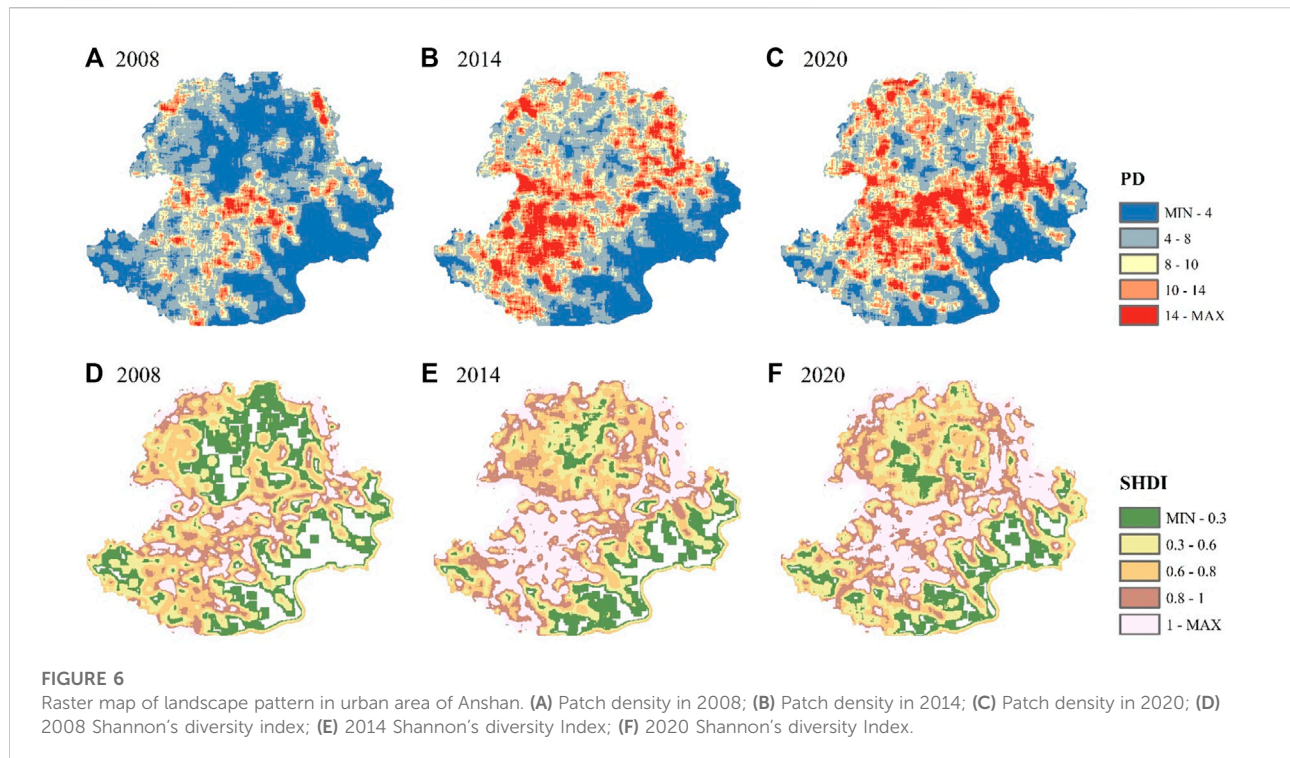 A 2008
B 2014
C 2020
PD
MIN - 4
4 - 8
8 - 10
10 - 14
14 - MAX
D 2008
E 2014
F 2020
SHDI
MIN - 0.3
0.3 - 0.6
0.6 - 0.8
0.8 - 1
1 - MAX
FIGURE 6
Raster map of landscape pattern in urban area of Anshan. (A) Patch density in 2008; (B) Patch density in 2014; (C) Patch density in 2020; (D)
2008 Shannon's diversity index; (E) 2014 Shannon's diversity Index; (F) 2020 Shannon's diversity Index.